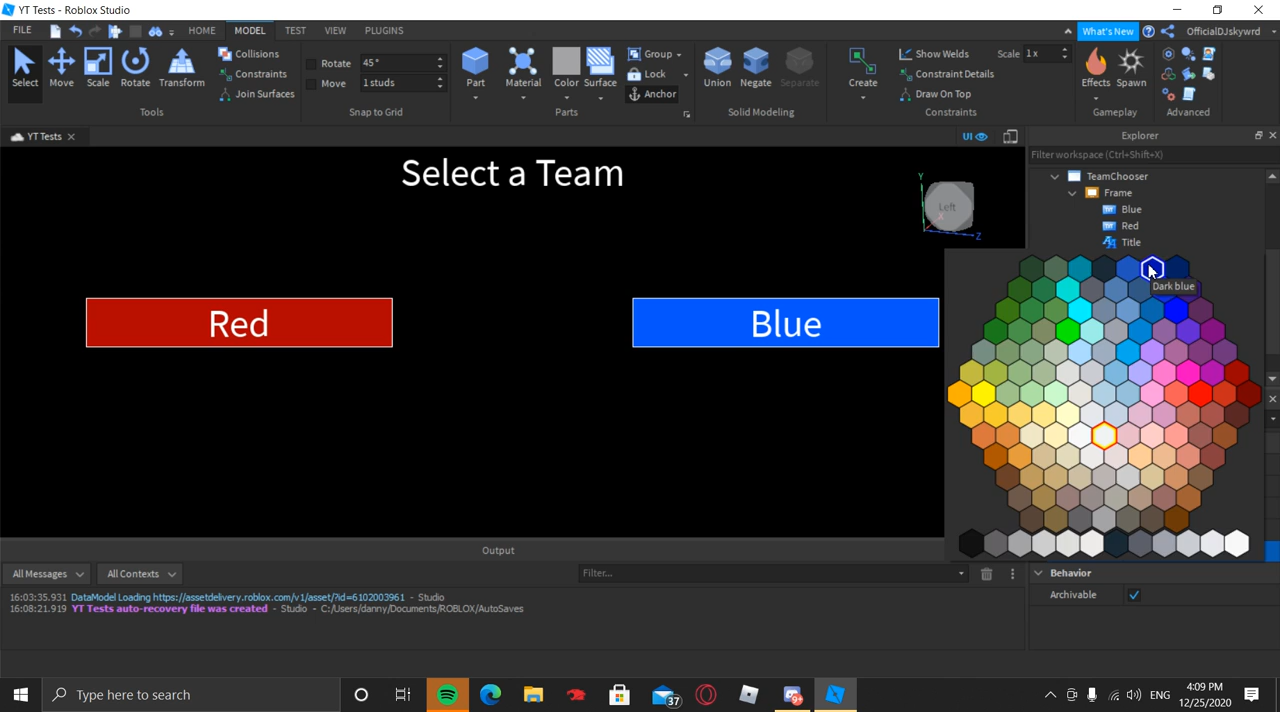 YT Tests - Roblox Studio
FILE HOME MODEL TEST VIEW PLUGINS What's New OfficialDJskywrd
Select Move Scale Rotate Transform
Collisions
Constraints
Join Surfaces
Tools
Rotate 45°
Move 1 studs
Snap to Grid
Part Material Color Surface
Group
Lock
Anchor
Parts
Union Negate Separate
Solid Modeling
Create
Show Welds Scale 1 x
Constraint Details
Draw On Top
Constraints
Effects Spawn
Gameplay
Advanced
YT Tests
UI
Explorer
Filter workspace (Ctrl+Shift+X)
TeamChooser
Frame
Blue
Red
Title
Select a Team
Y
Left
X
Z
Red
Blue
Dark blue
Output
All Messages All Contexts Filter...
16:03:35.931 DataModel Loading https://assetdelivery.roblox.com/v1/asset/?id=6102003961 - Studio
16:08:21.919 YT Tests auto-recovery file was created - Studio - C:/Users/danny/Documents/ROBLOX/AutoSaves
Behavior
Archivable
Type here to search
37
9+
ENG
4:09 PM
12/25/2020